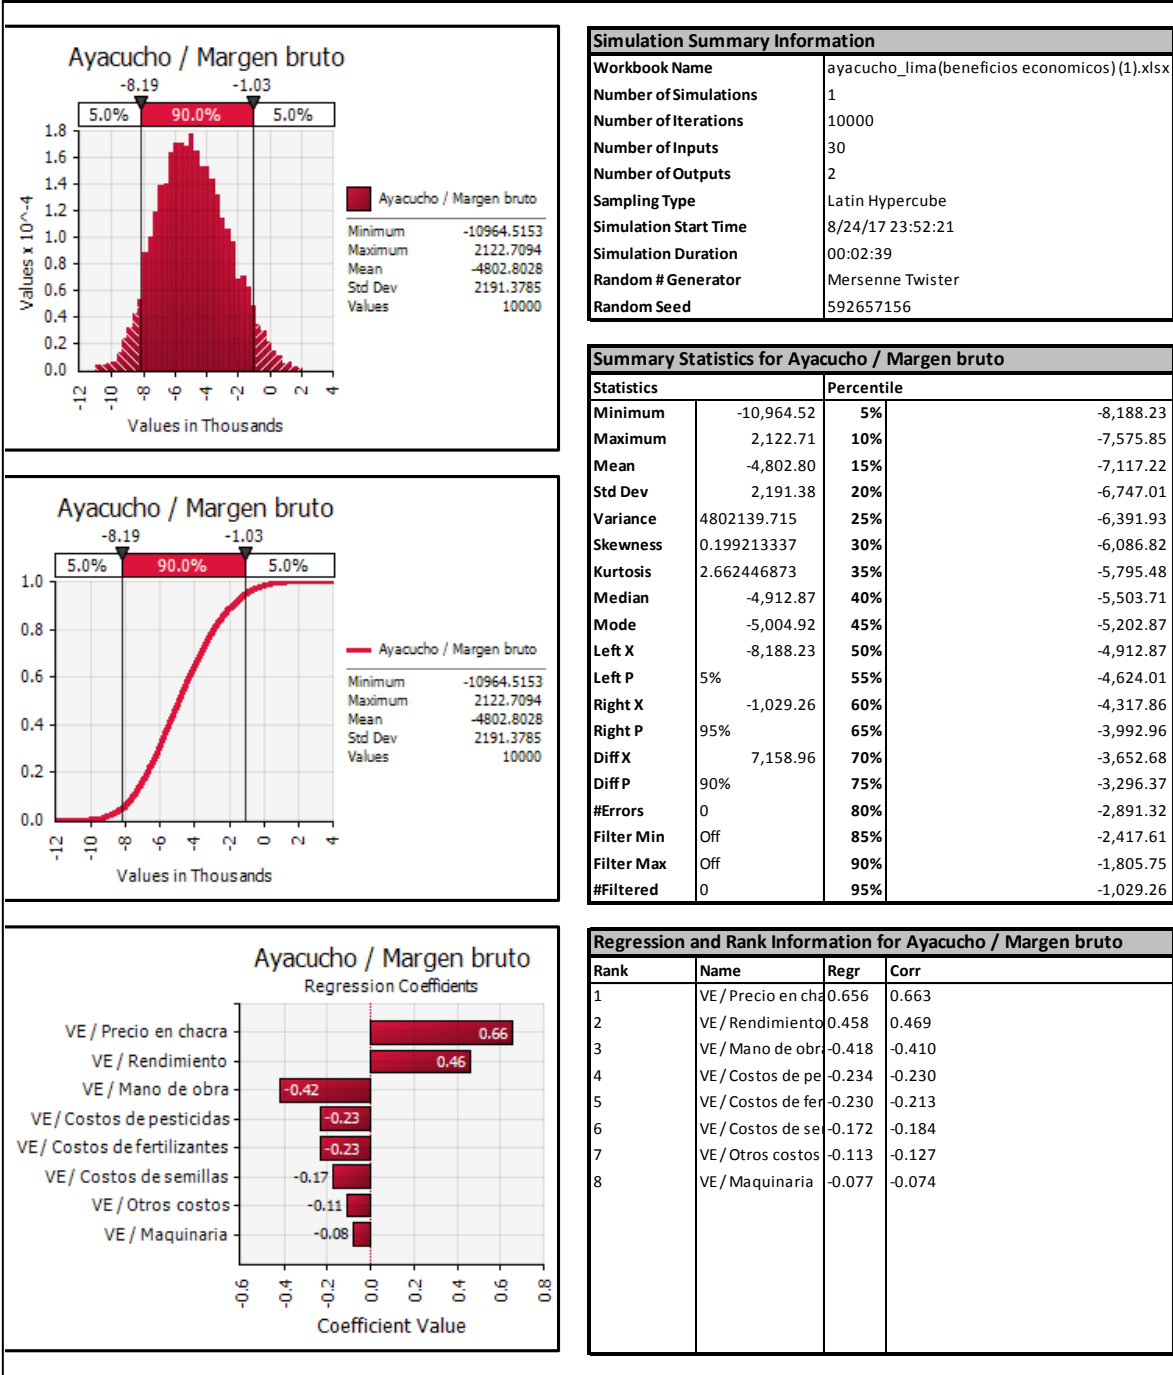 Ayacucho / Margen bruto
-8.19 -1.03
5.0% 90.0% 5.0%
1.8
1.6
1.4
1.2
1.0
0.8
0.6
0.4
0.2
0.0
Values x 10^-4
-12 -10 -8 -6 -4 -2 0 2 4
Values in Thousands
Ayacucho / Margen bruto
Minimum -10964.5153
Maximum 2122.7094
Mean -4802.8028
Std Dev 2191.3785
Values 10000
Simulation Summary Information
Workbook Name ayacucho_lima(beneficios economicos) (1).xlsx
Number of Simulations 1
Number of Iterations 10000
Number of Inputs 30
Number of Outputs 2
Sampling Type Latin Hypercube
Simulation Start Time 8/24/17 23:52:21
Simulation Duration 00:02:39
Random # Generator Mersenne Twister
Random Seed 592657156
Summary Statistics for Ayacucho / Margen bruto
Statistics Percentile
Minimum -10,964.52 5% -8,188.23
Maximum 2,122.71 10% -7,575.85
Mean -4,802.80 15% -7,117.22
Std Dev 2,191.38 20% -6,747.01
Variance 4802139.715 25% -6,391.93
Skewness 0.199213337 30% -6,086.82
Kurtosis 2.662446873 35% -5,795.48
Median -4,912.87 40% -5,503.71
Mode -5,004.92 45% -5,202.87
Left X -8,188.23 50% -4,912.87
Left P 5% 55% -4,624.01
Right X -1,029.26 60% -4,317.86
Right P 95% 65% -3,992.96
Diff X 7,158.96 70% -3,652.68
Diff P 90% 75% -3,296.37
#Errors 0 80% -2,891.32
Filter Min Off 85% -2,417.61
Filter Max Off 90% -1,805.75
#Filtered 0 95% -1,029.26
Ayacucho / Margen bruto
-8.19 -1.03
5.0% 90.0% 5.0%
1.0
0.8
0.6
0.4
0.2
0.0
-12 -10 -8 -6 -4 -2 0 2 4
Values in Thousands
Ayacucho / Margen bruto
Minimum -10964.5153
Maximum 2122.7094
Mean -4802.8028
Std Dev 2191.3785
Values 10000
Ayacucho / Margen bruto
Regression Coefficients
VE / Precio en chacra 0.66
VE / Rendimiento 0.46
VE / Mano de obra -0.42
VE / Costos de pesticidas -0.23
VE / Costos de fertilizantes -0.23
VE / Costos de semillas -0.17
VE / Otros costos -0.11
VE / Maquinaria -0.08
-0.6 -0.4 -0.2 0.0 0.2 0.4 0.6 0.8
Coefficient Value
Regression and Rank Information for Ayacucho / Margen bruto
Rank Name Regr Corr
1 VE / Precio en cha 0.656 0.663
2 VE / Rendimiento 0.458 0.469
3 VE / Mano de obra -0.418 -0.410
4 VE / Costos de pe -0.234 -0.230
5 VE / Costos de fer -0.230 -0.213
6 VE / Costos de se -0.172 -0.184
7 VE / Otros costos -0.113 -0.127
8 VE / Maquinaria -0.077 -0.074